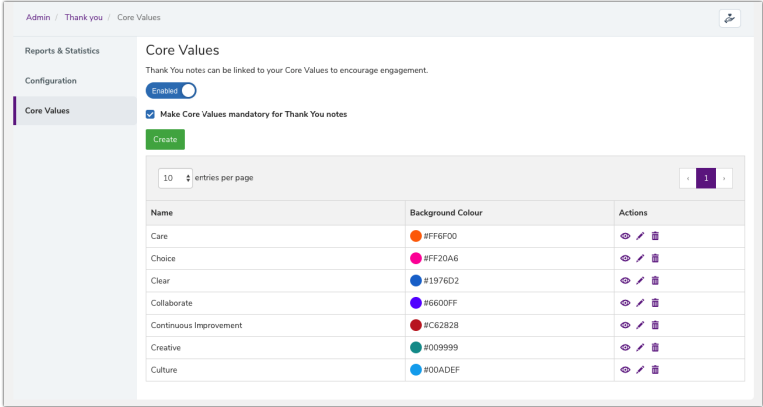 Admin / Thank you / Core Values
Reports & Statistics
Configuration
Core Values
Core Values
Thank You notes can be linked to your Core Values to encourage engagement.
Enabled
Make Core Values mandatory for Thank You notes
Create
10 entries per page
‹ 1 ›
Name Background Colour Actions
Care #FF6F00
Choice #FF20A6
Clear #1976D2
Collaborate #6600FF
Continuous Improvement #C62828
Creative #009999
Culture #00ADEF